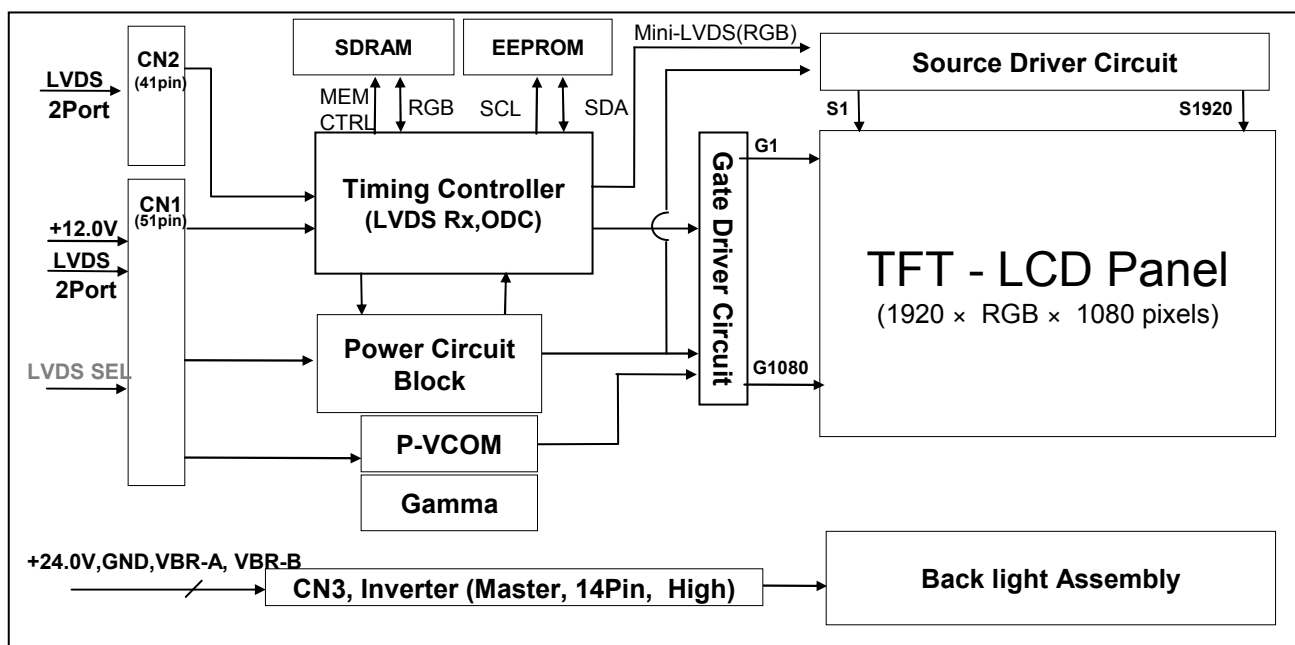 SDRAM
EEPROM
Mini-LVDS(RGB)
Source Driver Circuit
CN2
(41pin)
LVDS
2Port
MEM
CTRL
RGB
SCL
SDA
S1
S1920
Timing Controller
(LVDS Rx,ODC)
Gate Driver Circuit
G1
G1080
TFT - LCD Panel
(1920 × RGB × 1080 pixels)
CN1
(51pin)
+12.0V
LVDS
2Port
LVDS SEL
Power Circuit
Block
P-VCOM
Gamma
+24.0V,GND,VBR-A, VBR-B
CN3, Inverter (Master, 14Pin, High)
Back light Assembly